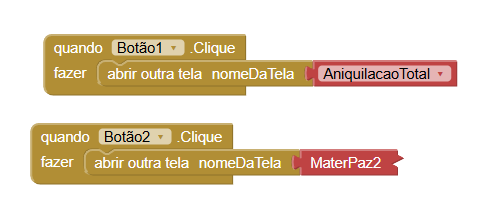 quando Botão1 .Clique
fazer abrir outra tela nomeDaTela AniquilacaoTotal
quando Botão2 .Clique
fazer abrir outra tela nomeDaTela MaterPaz2